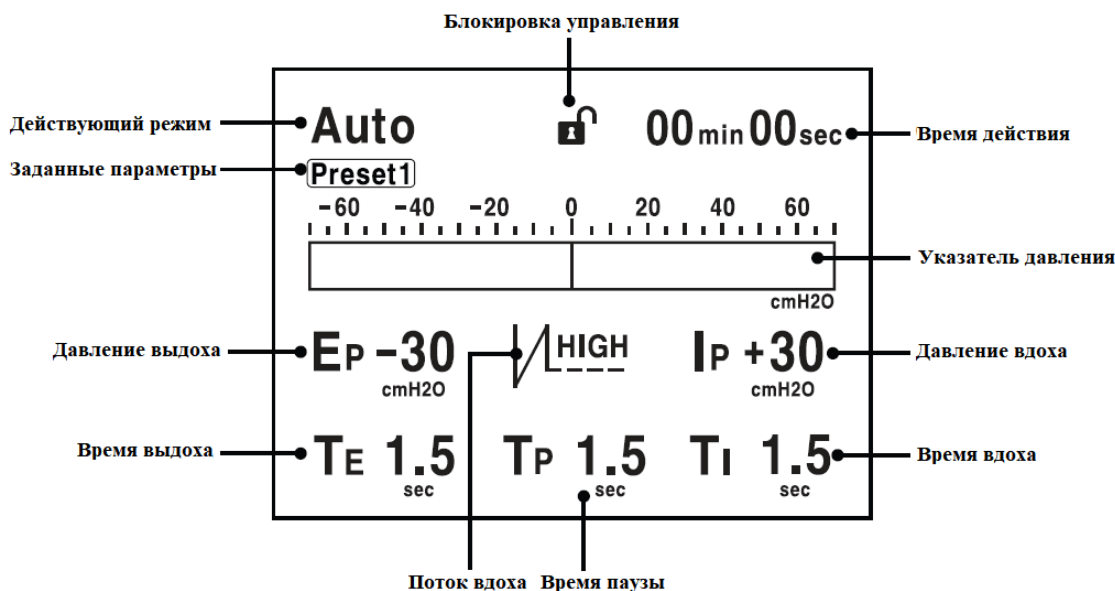 Блокировка управления
Действующий режим
Auto
00 min 00 sec
Время действия
Заданные параметры
Preset1
-60 -40 -20 0 20 40 60
Указатель давления
cmH2O
Давление выдоха
EP -30
HIGH
IP +30
Давление вдоха
cmH2O
cmH2O
Время выдоха
TE 1.5
TP 1.5
TI 1.5
Время вдоха
sec
sec
sec
Поток вдоха
Время паузы